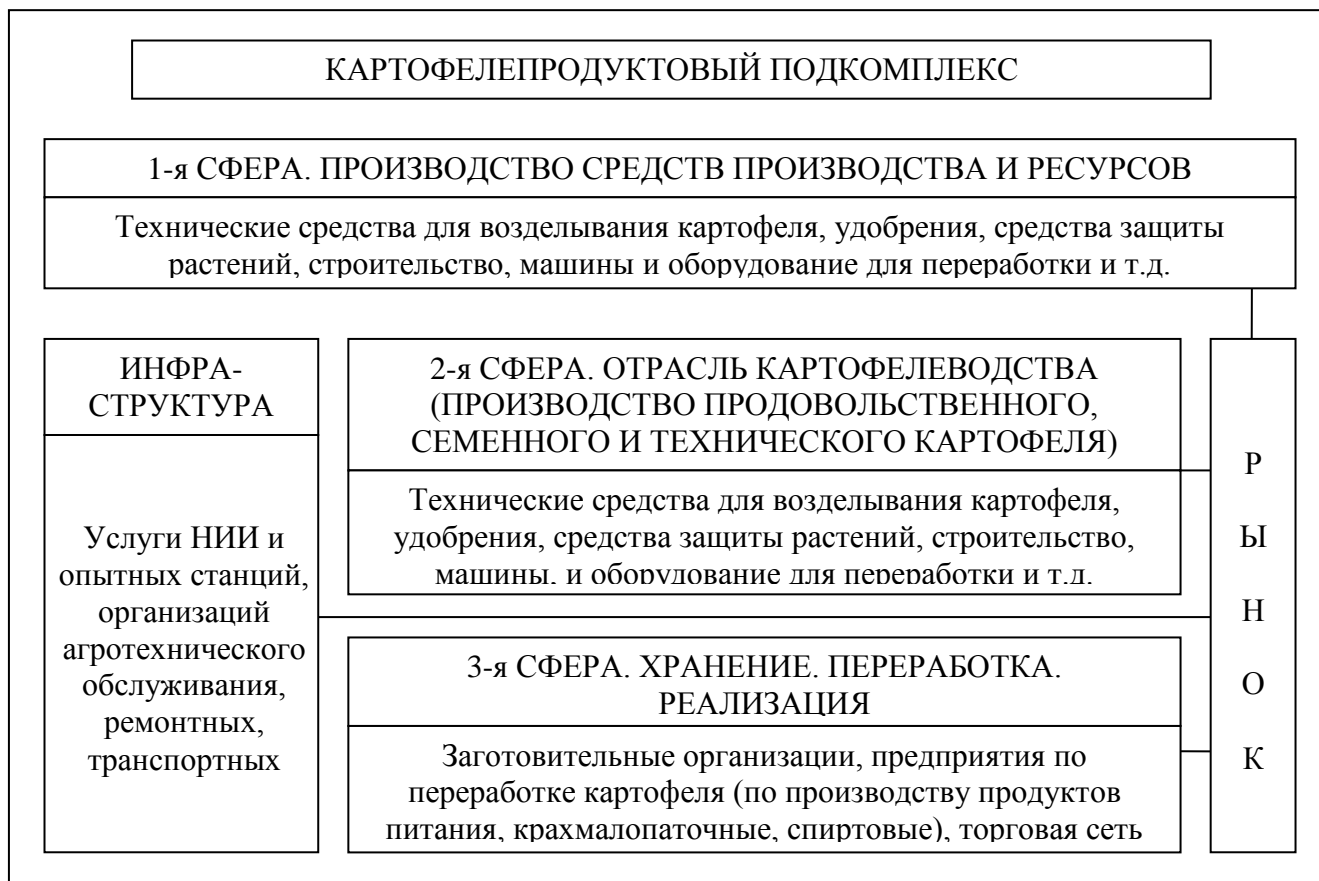 КАРТОФЕЛЕПРОДУКТОВЫЙ ПОДКОМПЛЕКС
1-я СФЕРА. ПРОИЗВОДСТВО СРЕДСТВ ПРОИЗВОДСТВА И РЕСУРСОВ
Технические средства для возделывания картофеля, удобрения, средства защиты
растений, строительство, машины и оборудование для переработки и т.д.
ИНФРА-
СТРУКТУРА
Услуги НИИ и
опытных станций,
организаций
агротехнического
обслуживания,
ремонтных,
транспортных
2-я СФЕРА. ОТРАСЛЬ КАРТОФЕЛЕВОДСТВА
(ПРОИЗВОДСТВО ПРОДОВОЛЬСТВЕННОГО,
СЕМЕННОГО И ТЕХНИЧЕСКОГО КАРТОФЕЛЯ)
Технические средства для возделывания картофеля,
удобрения, средства защиты растений, строительство,
машины. и оборудование для переработки и т.д.
3-я СФЕРА. ХРАНЕНИЕ. ПЕРЕРАБОТКА.
РЕАЛИЗАЦИЯ
Заготовительные организации, предприятия по
переработке картофеля (по производству продуктов
питания, крахмалопаточные, спиртовые), торговая сеть
Р
Ы
Н
О
К